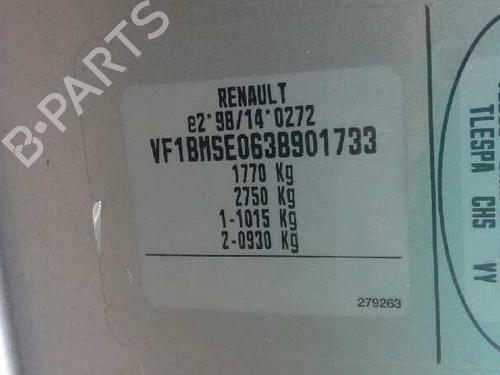 B-PARTS
RENAULT
e2*98/14*0272
VF1BMSE0638901733
1770 Kg
2750 Kg
1-1015 Kg
2-0930 Kg
279263
TLESPA CHS VY